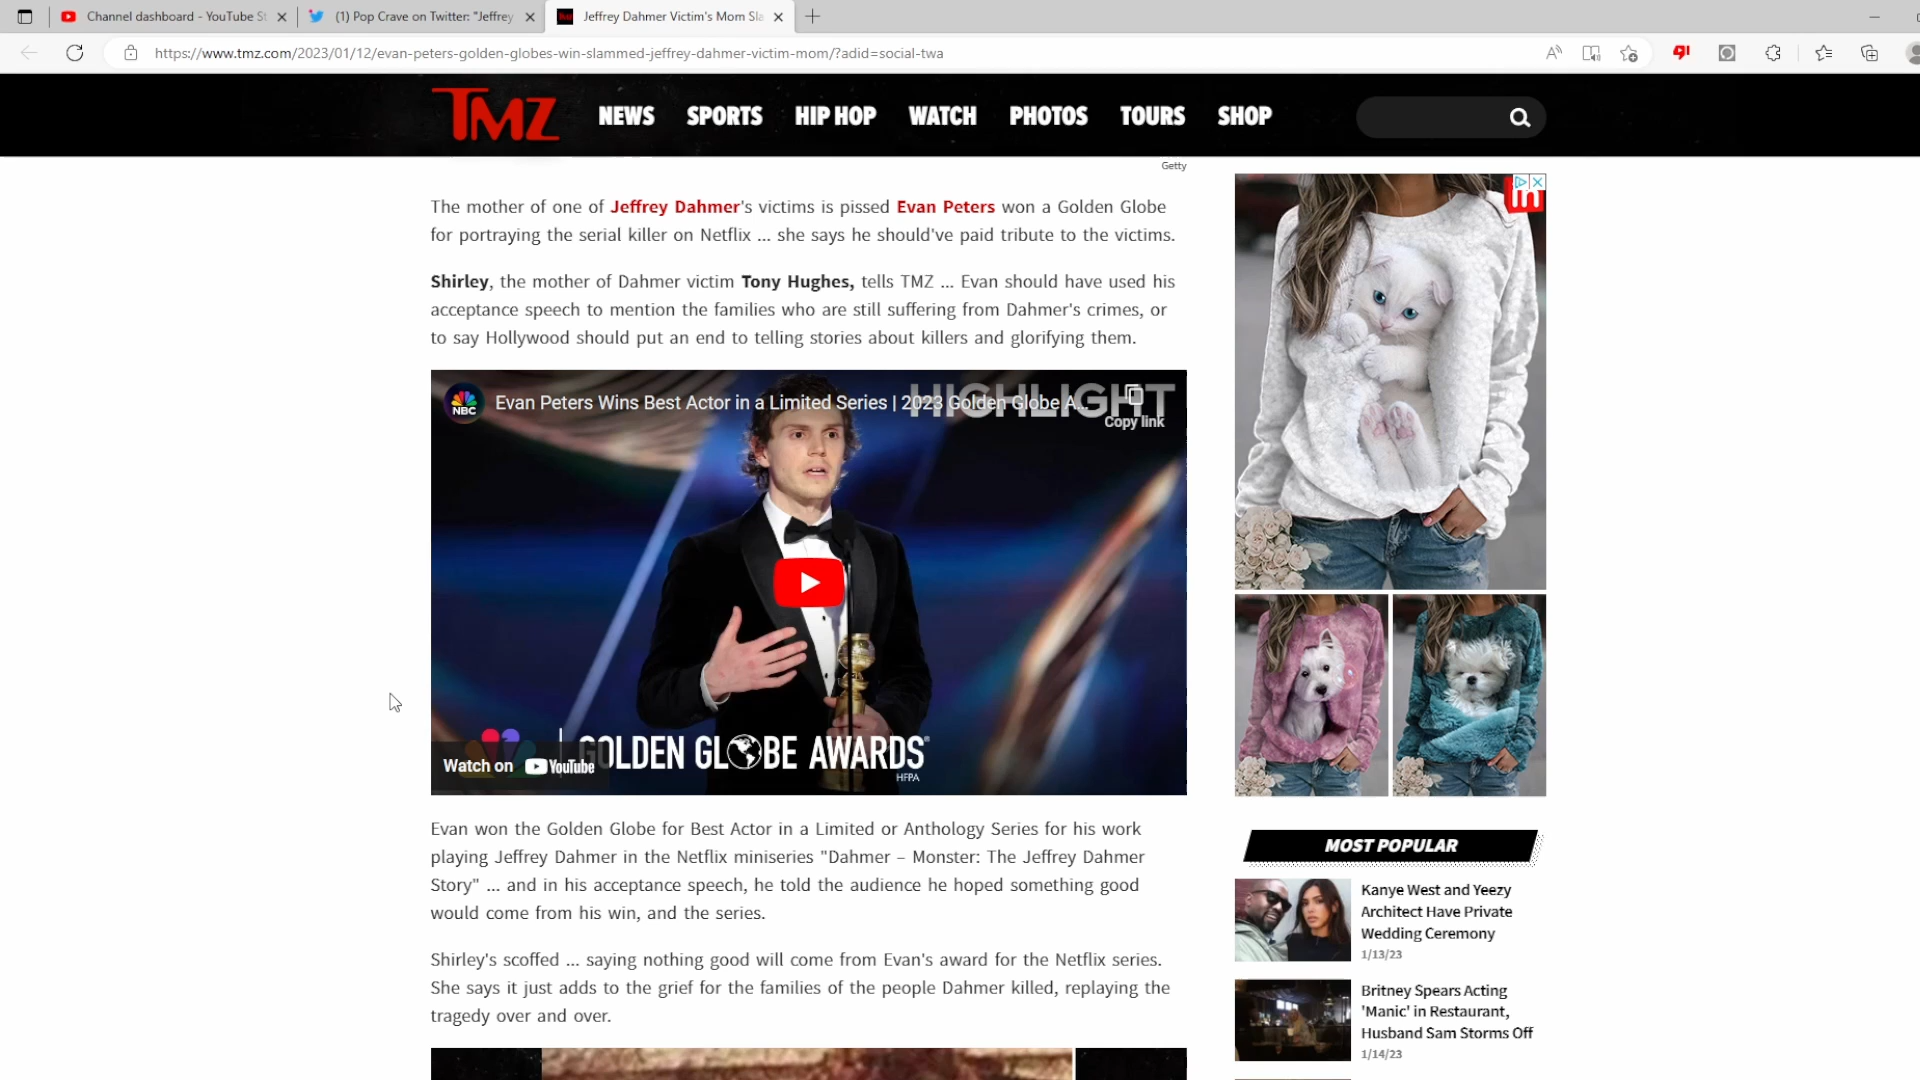 Channel dashboard - YouTube St
(1) Pop Crave on Twitter: "Jeffrey
Jeffrey Dahmer Victim's Mom Sla
https://www.tmz.com/2023/01/12/evan-peters-golden-globes-win-slammed-jeffrey-dahmer-victim-mom/?adid=social-twa
TMZ
NEWS
SPORTS
HIP HOP
WATCH
PHOTOS
TOURS
SHOP
Getty
The mother of one of Jeffrey Dahmer's victims is pissed Evan Peters won a Golden Globe
for portraying the serial killer on Netflix ... she says he should've paid tribute to the victims.
Shirley, the mother of Dahmer victim Tony Hughes, tells TMZ ... Evan should have used his
acceptance speech to mention the families who are still suffering from Dahmer's crimes, or
to say Hollywood should put an end to telling stories about killers and glorifying them.
NBC
Evan Peters Wins Best Actor in a Limited Series | 2023 Golden Globe A...
HIGHLIGHT
Copy link
GOLDEN GLOBE AWARDS
HFPA
Watch on YouTube
Evan won the Golden Globe for Best Actor in a Limited or Anthology Series for his work
playing Jeffrey Dahmer in the Netflix miniseries "Dahmer – Monster: The Jeffrey Dahmer
Story" ... and in his acceptance speech, he told the audience he hoped something good
would come from his win, and the series.
Shirley's scoffed ... saying nothing good will come from Evan's award for the Netflix series.
She says it just adds to the grief for the families of the people Dahmer killed, replaying the
tragedy over and over.
in
MOST POPULAR
Kanye West and Yeezy
Architect Have Private
Wedding Ceremony
1/13/23
Britney Spears Acting
'Manic' in Restaurant,
Husband Sam Storms Off
1/14/23